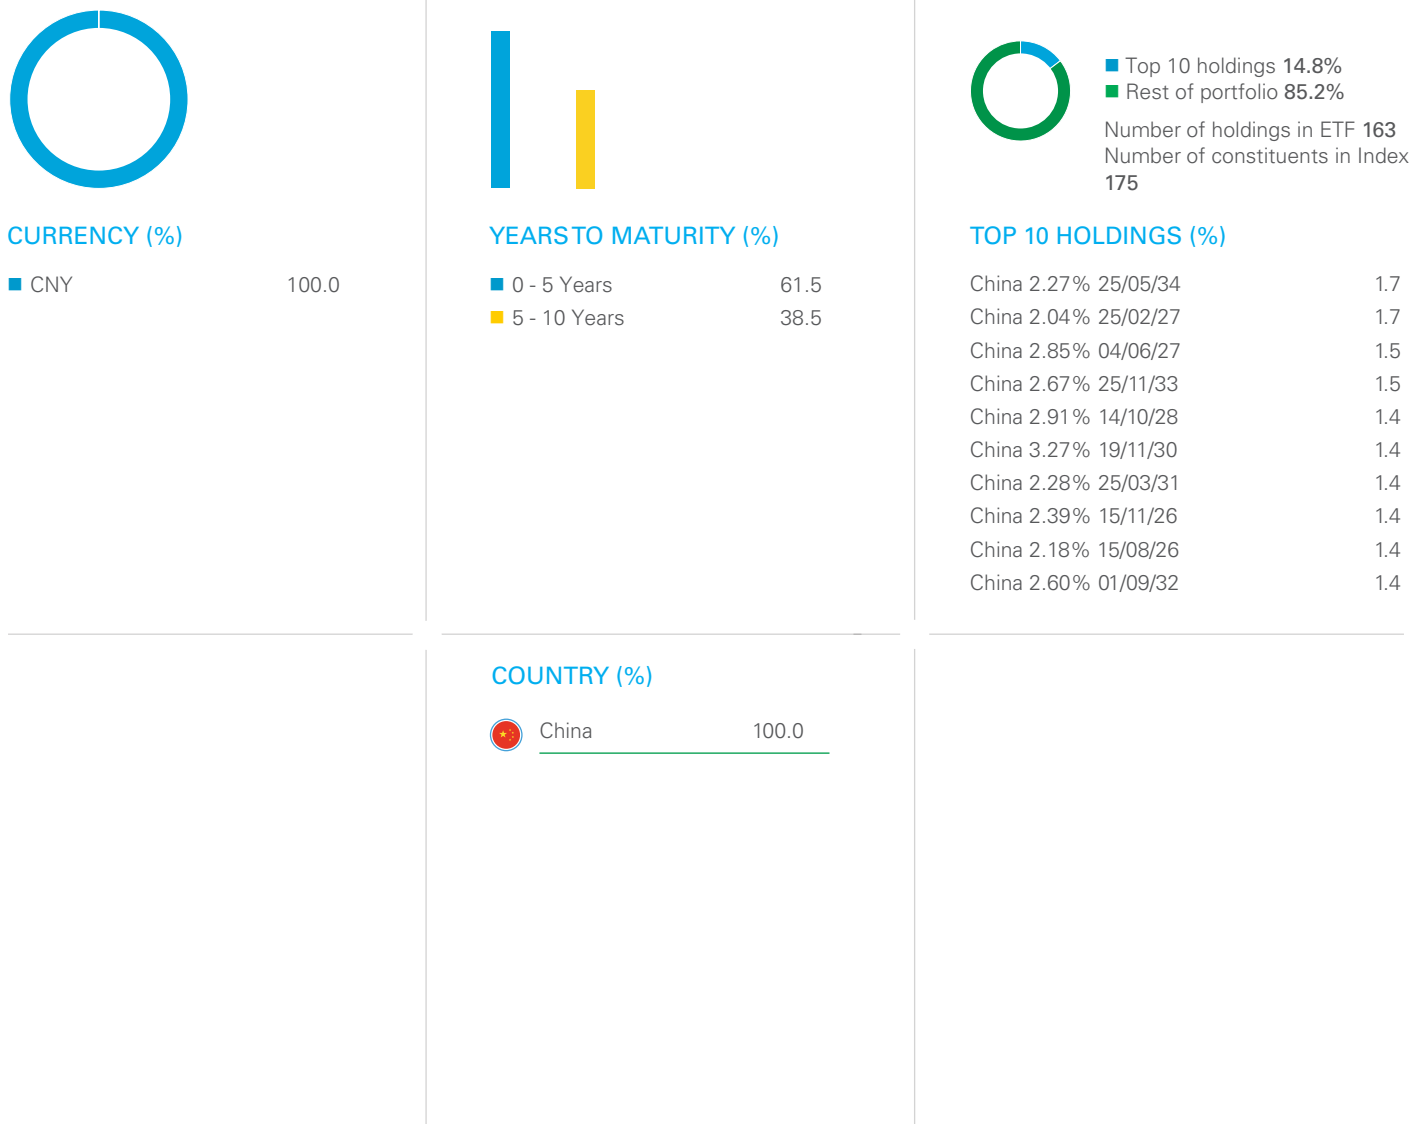 CURRENCY (%)
CNY 100.0
YEARS TO MATURITY (%)
0 - 5 Years 61.5
5 - 10 Years 38.5
Top 10 holdings 14.8%
Rest of portfolio 85.2%
Number of holdings in ETF 163
Number of constituents in Index
175
TOP 10 HOLDINGS (%)
China 2.27% 25/05/34 1.7
China 2.04% 25/02/27 1.7
China 2.85% 04/06/27 1.5
China 2.67% 25/11/33 1.5
China 2.91% 14/10/28 1.4
China 3.27% 19/11/30 1.4
China 2.28% 25/03/31 1.4
China 2.39% 15/11/26 1.4
China 2.18% 15/08/26 1.4
China 2.60% 01/09/32 1.4
COUNTRY (%)
China 100.0